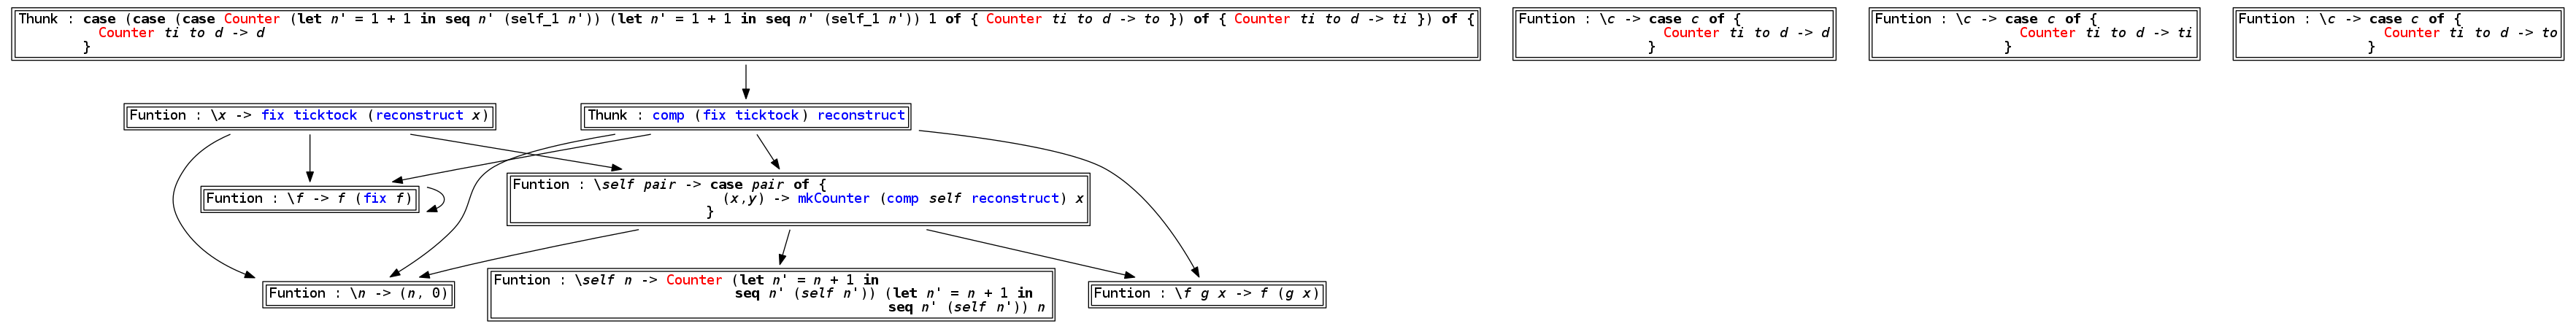 Thunk : case (case (case Counter (let n' = 1 + 1 in seq n' (self_1 n')) (let n' = 1 + 1 in seq n' (self_1 n')) 1 of { Counter ti to d -> to }) of { Counter ti to d -> ti }) of {
Counter ti to d -> d
}
Funtion : \c -> case c of {
Counter ti to d -> d
}
Funtion : \c -> case c of {
Counter ti to d -> ti
}
Funtion : \c -> case c of {
Counter ti to d -> to
}
Funtion : \x -> fix ticktock (reconstruct x)
Thunk : comp (fix ticktock) reconstruct
Funtion : \f -> f (fix f)
Funtion : \self pair -> case pair of {
(x,y) -> mkCounter (comp self reconstruct) x
}
Funtion : \n -> (n, 0)
Funtion : \self n -> Counter (let n' = n + 1 in
seq n' (self n')) (let n' = n + 1 in
seq n' (self n')) n
Funtion : \f g x -> f (g x)